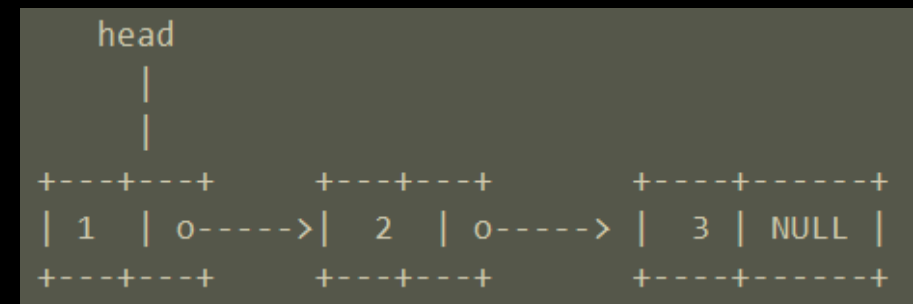 head
     |
     |
+---+---+     +---+---+       +----+------+
| 1  | o----->|  2  | o-----> |  3 | NULL |
+---+---+     +---+---+       +----+------+